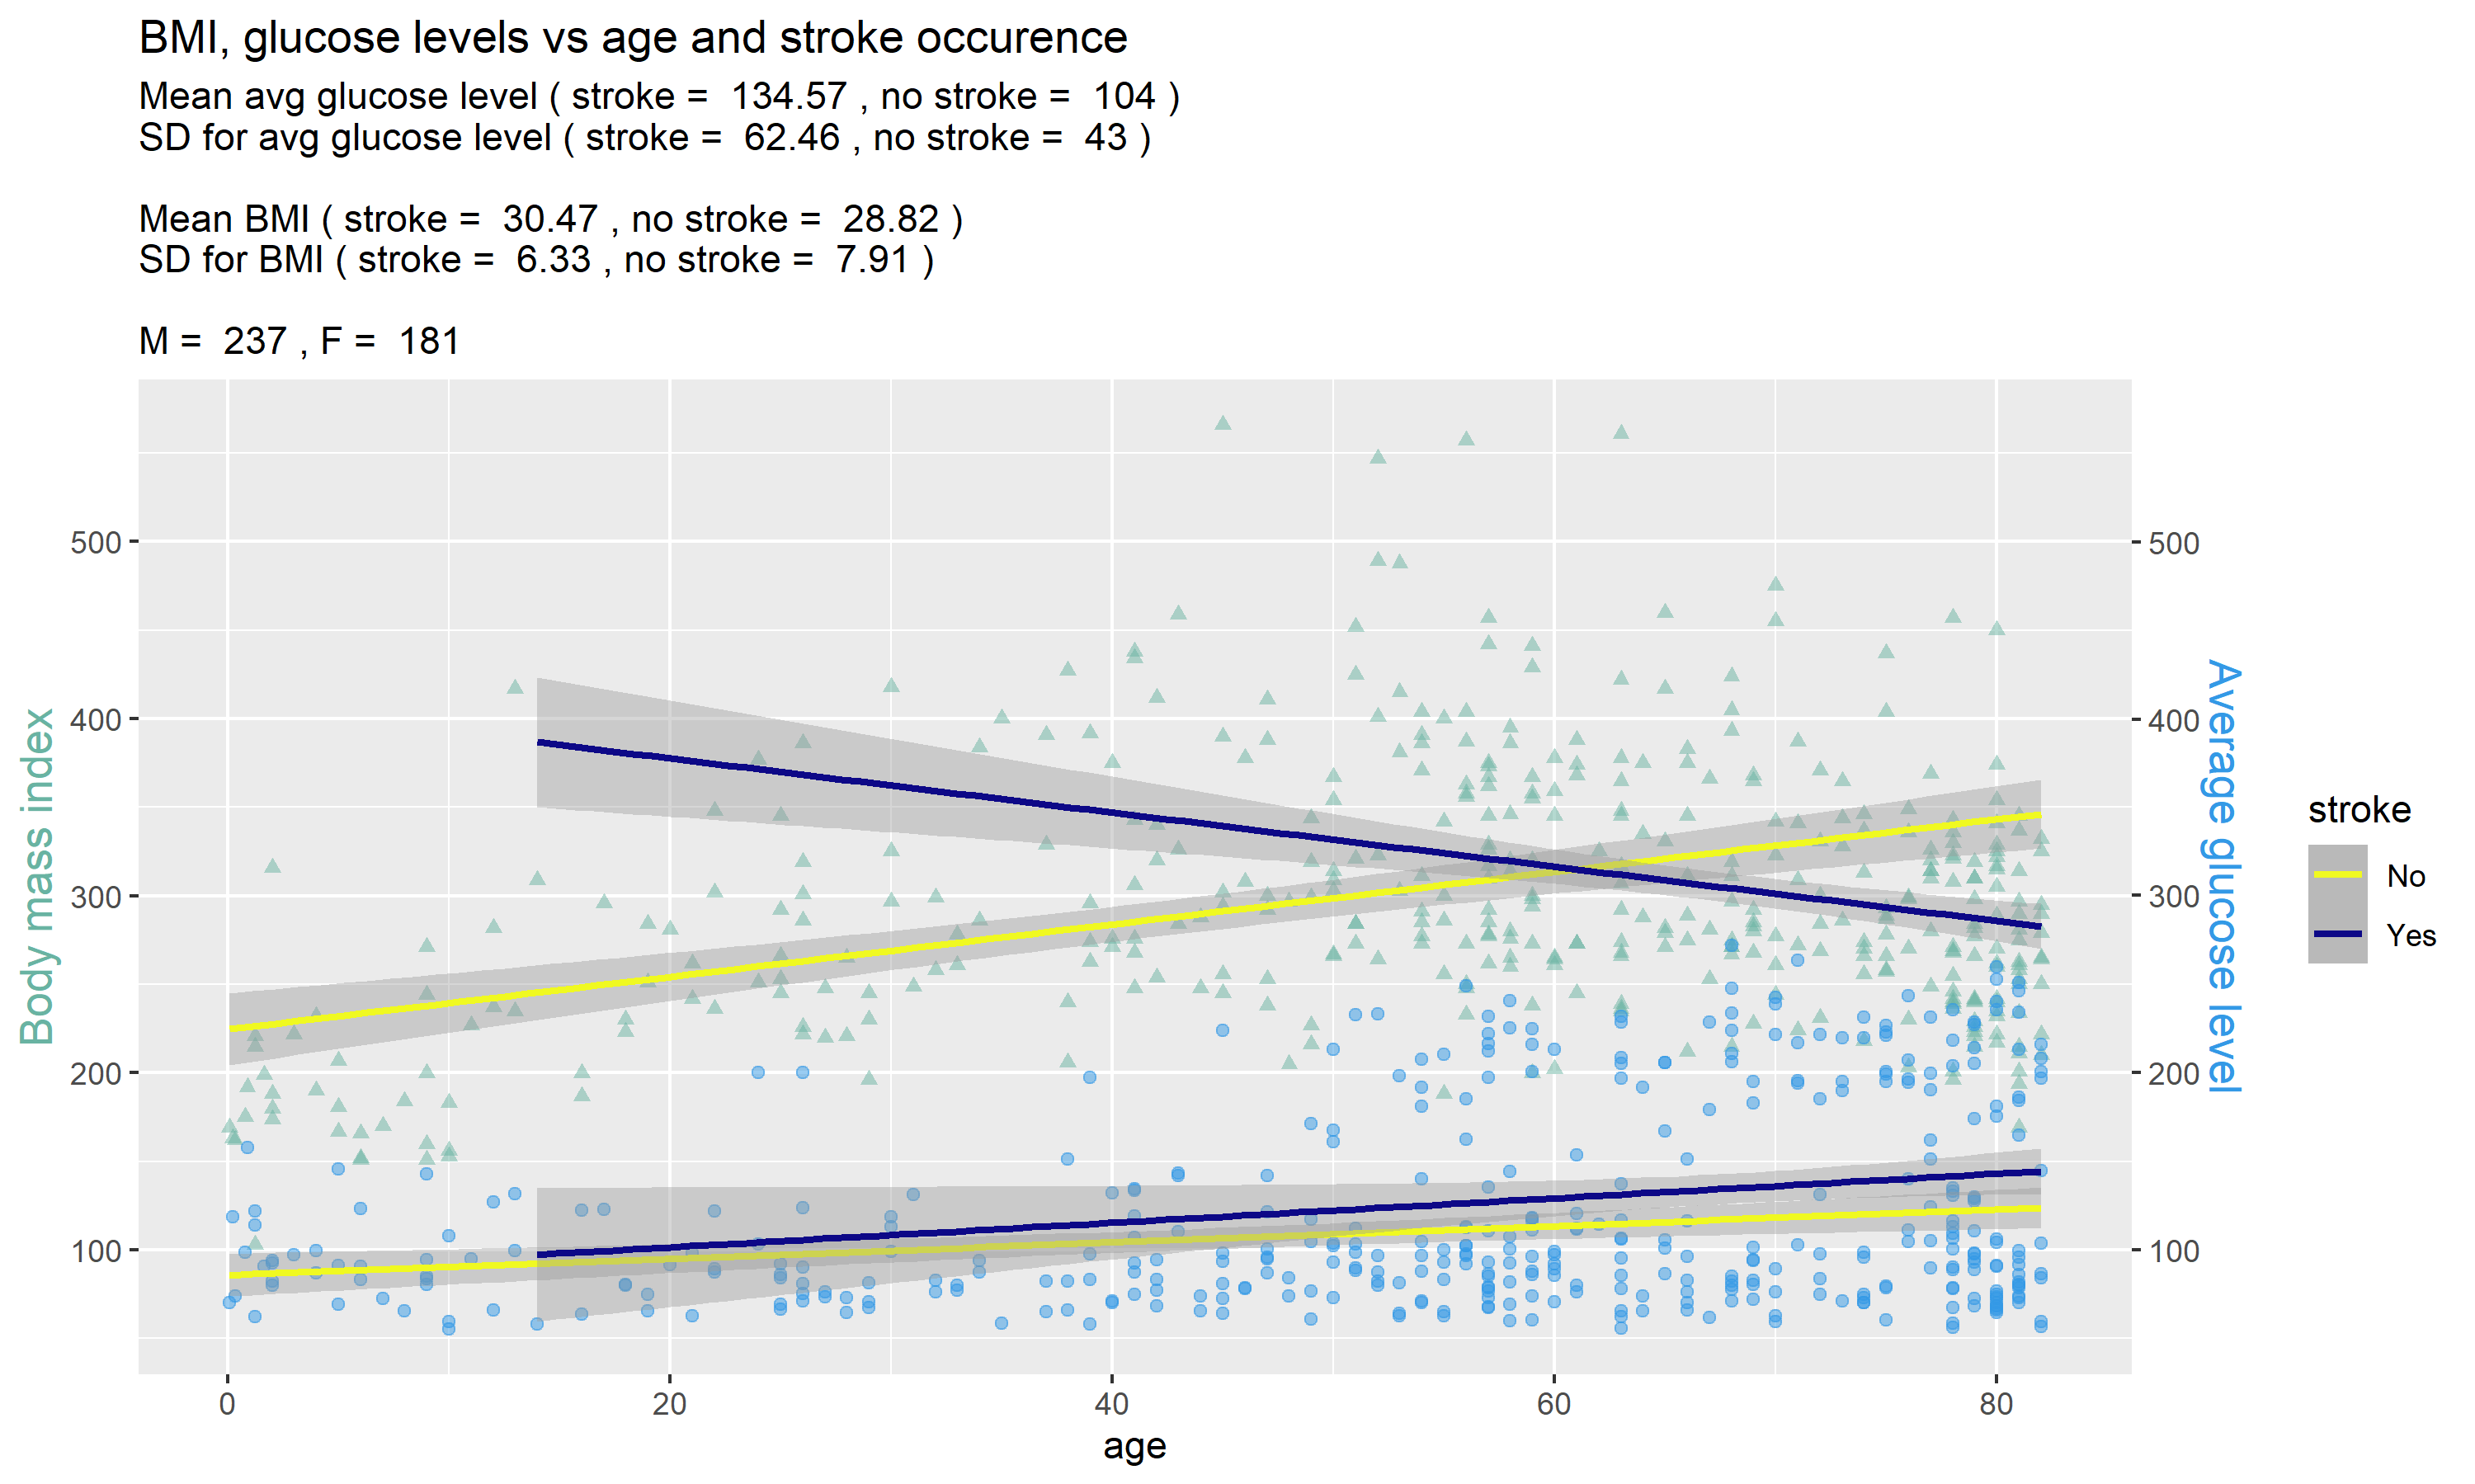 BMI, glucose levels vs age and stroke occurence
Mean avg glucose level ( stroke =  134.57 , no stroke =  104 )
SD for avg glucose level ( stroke =  62.46 , no stroke =  43 )
Mean BMI ( stroke =  30.47 , no stroke =  28.82 )
SD for BMI ( stroke =  6.33 , no stroke =  7.91 )
M =  237 , F =  181
Body mass index
500
400
300
200
100
0
20
40
60
80
age
500
400
300
200
100
Average glucose level
stroke
No
Yes